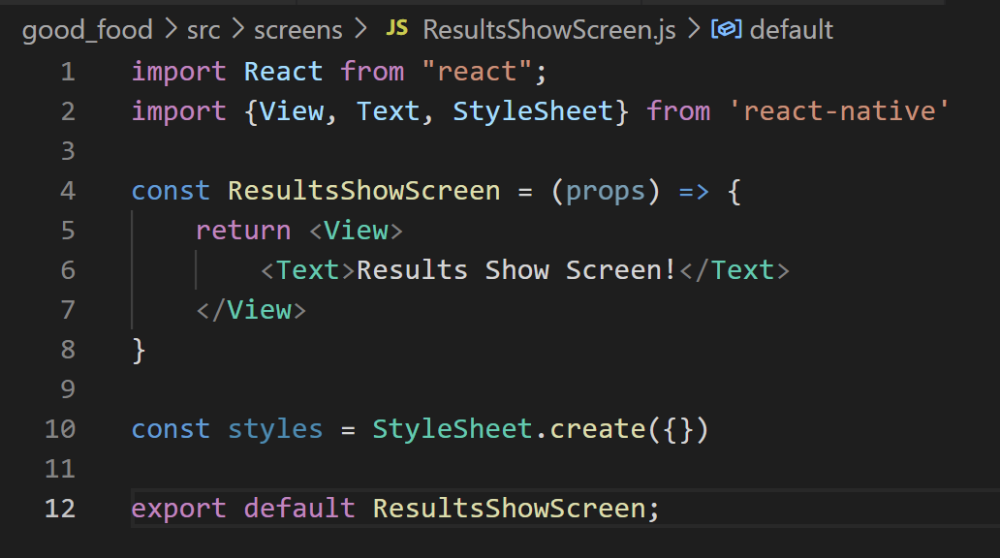 good_food > src > screens > JS ResultsShowScreen.js > default
1 import React from "react";
2 import {View, Text, StyleSheet} from 'react-native'
3
4 const ResultsShowScreen = (props) => {
5     return <View>
6         <Text>Results Show Screen!</Text>
7     </View>
8 }
9
10 const styles = StyleSheet.create({})
11
12 export default ResultsShowScreen;